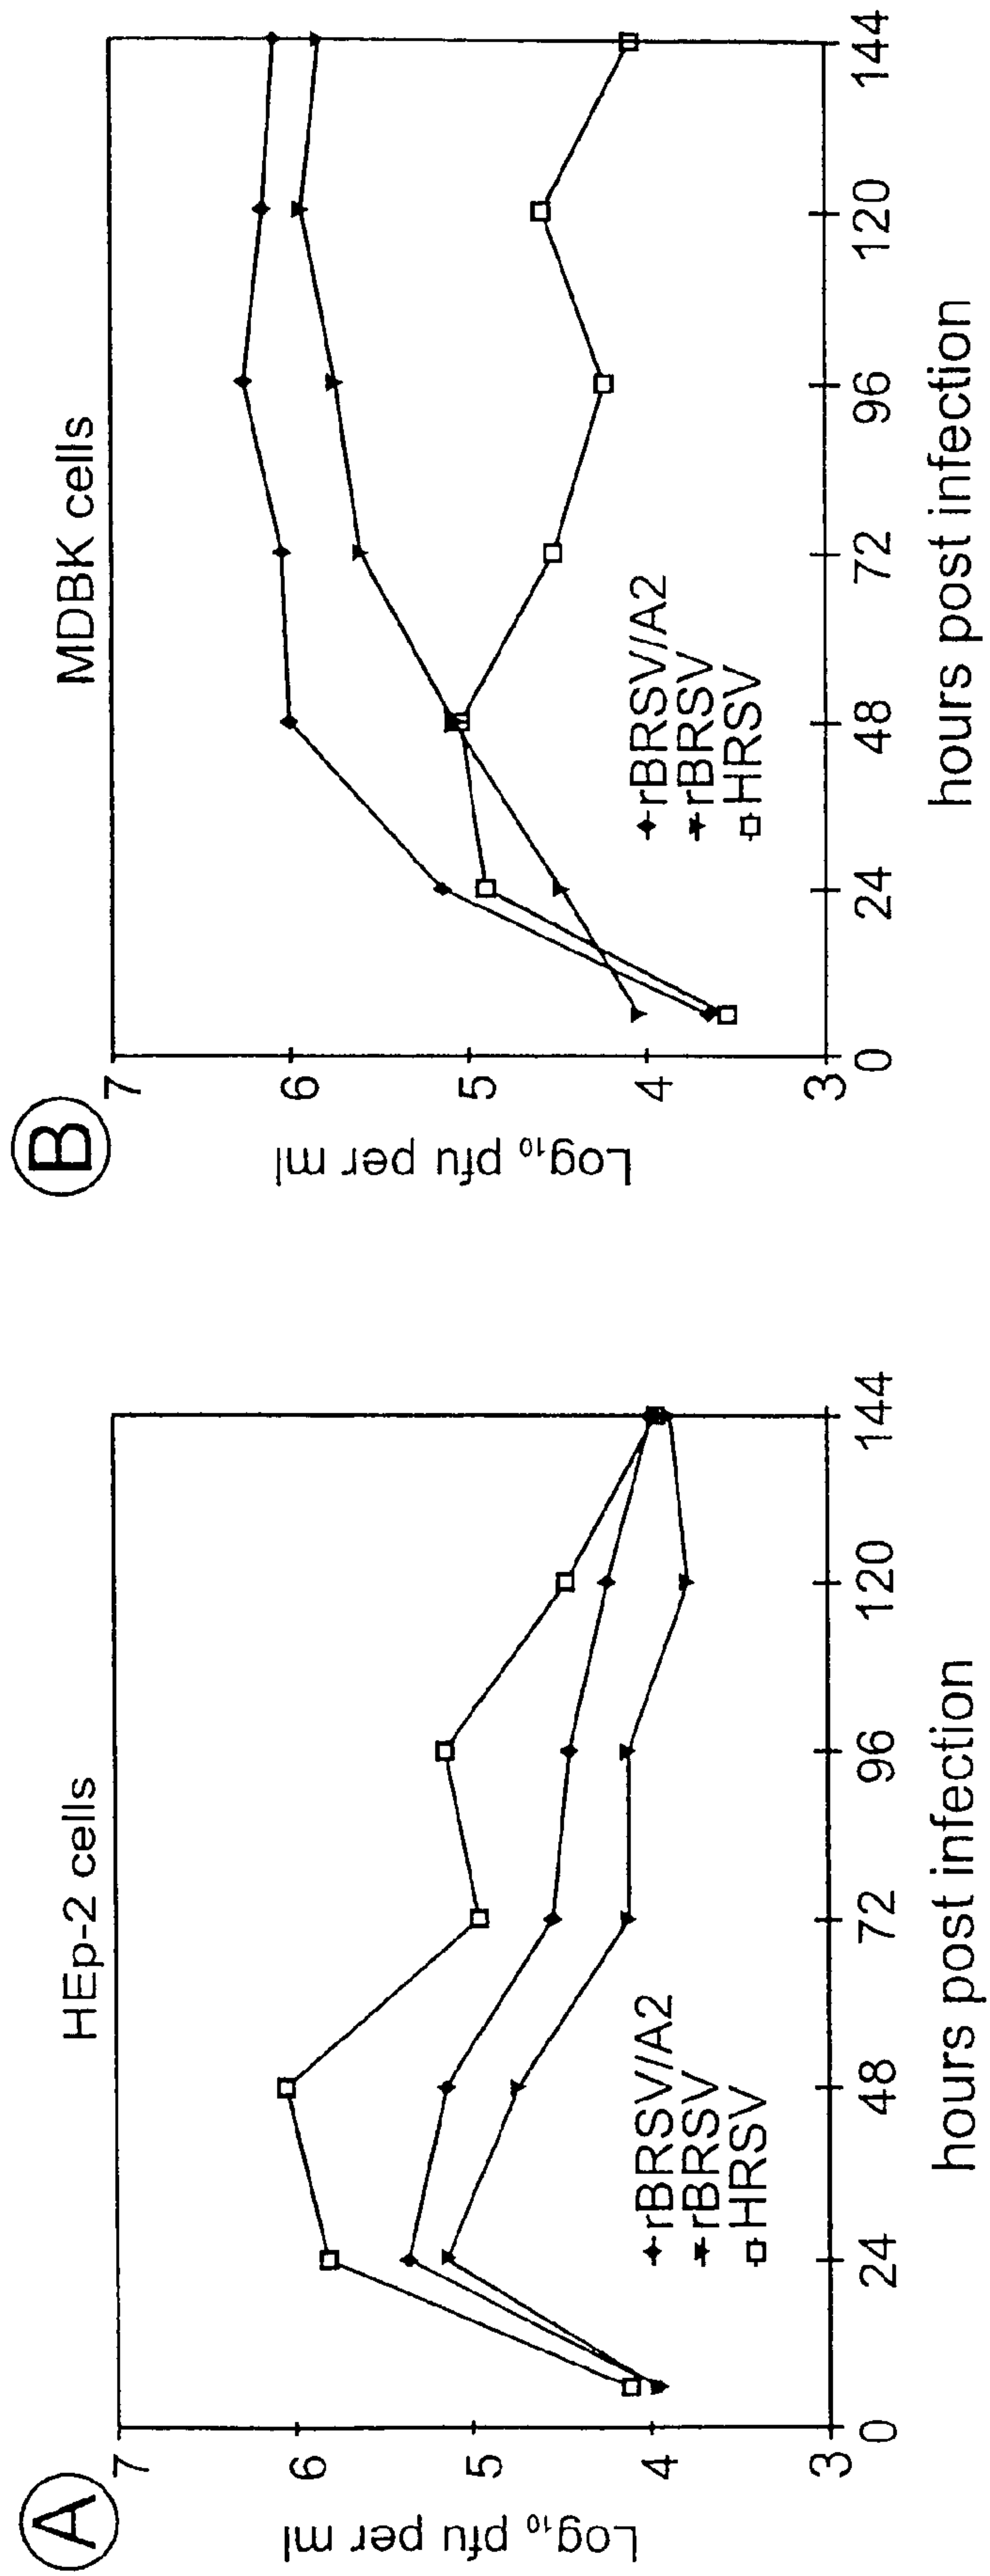 A
HEp-2 cells
Log₁₀ pfu per ml
7
6
5
4
3
rBRSV/A2
rBRSV
HRSV
0 24 48 72 96 120 144
hours post infection
B
MDBK cells
Log₁₀ pfu per ml
7
6
5
4
3
rBRSV/A2
rBRSV
HRSV
0 24 48 72 96 120 144
hours post infection